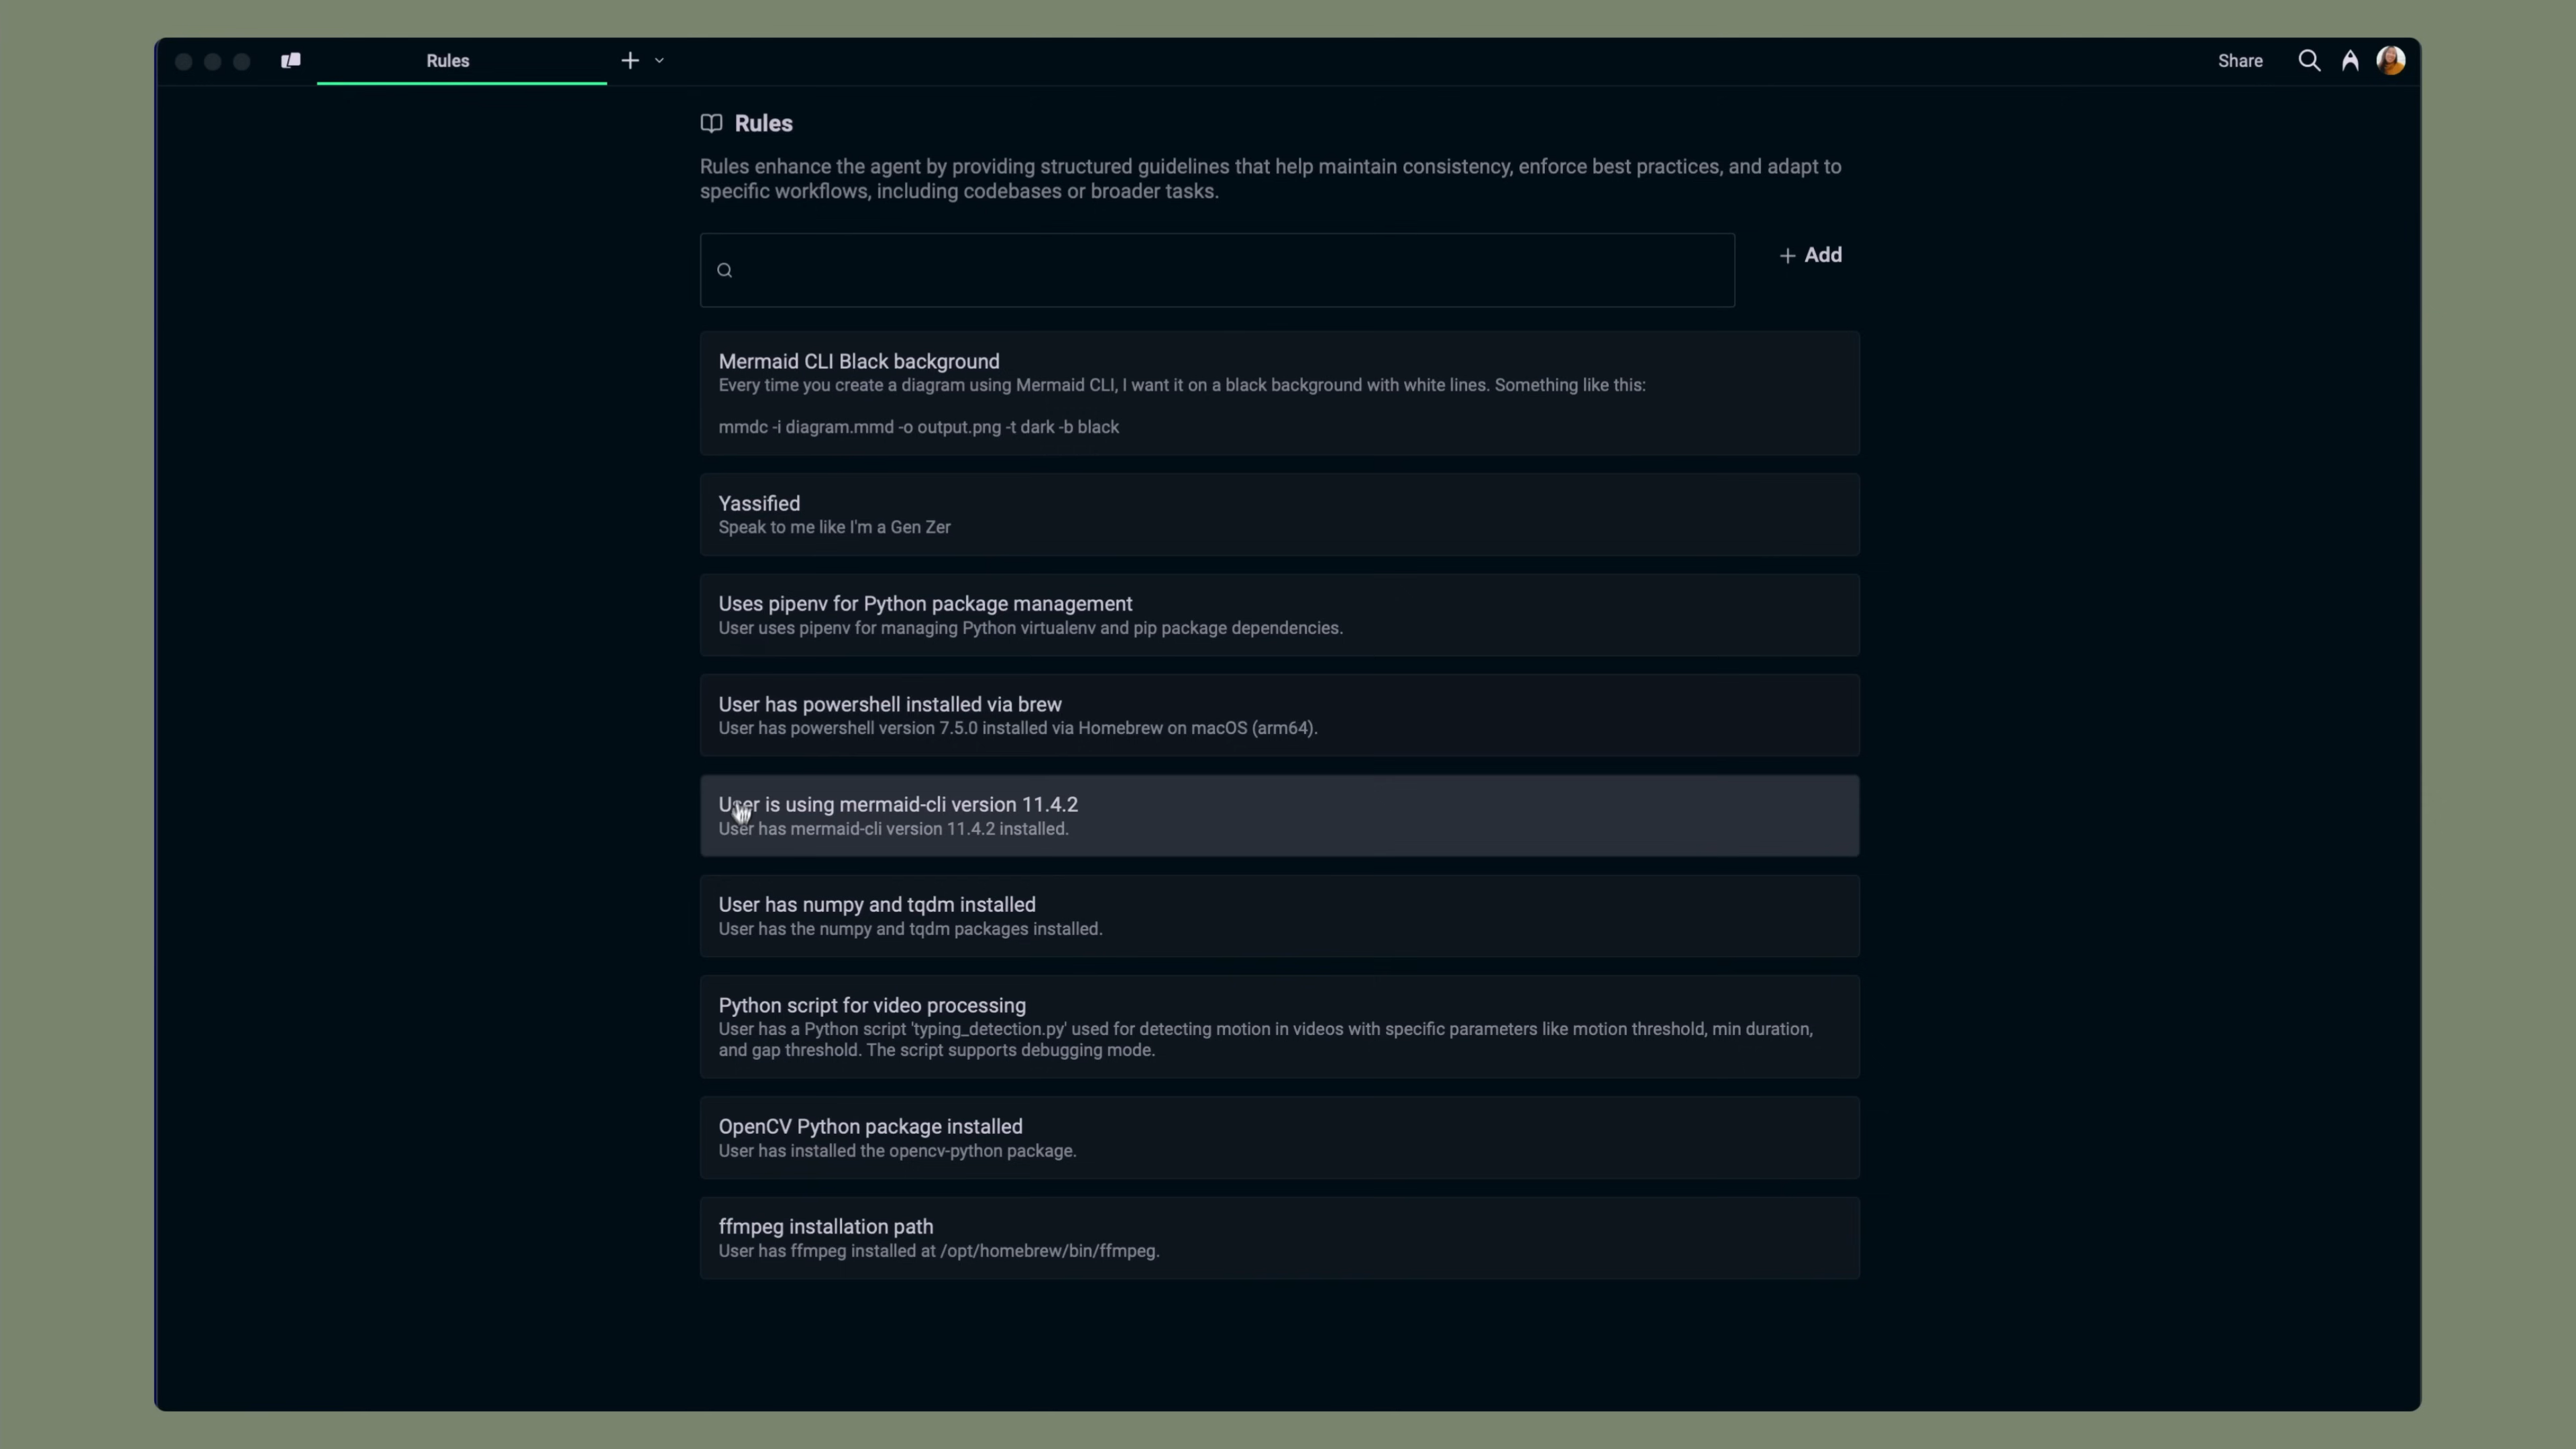 Rules
Share
Rules
Rules enhance the agent by providing structured guidelines that help maintain consistency, enforce best practices, and adapt to
specific workflows, including codebases or broader tasks.
Add
Mermaid CLI Black background
Every time you create a diagram using Mermaid CLI, I want it on a black background with white lines. Something like this:
mmdc -i diagram.mmd -o output.png -t dark -b black
Yassified
Speak to me like I'm a Gen Zer
Uses pipenv for Python package management
User uses pipenv for managing Python virtualenv and pip package dependencies.
User has powershell installed via brew
User has powershell version 7.5.0 installed via Homebrew on macOS (arm64).
User is using mermaid-cli version 11.4.2
User has mermaid-cli version 11.4.2 installed.
User has numpy and tqdm installed
User has the numpy and tqdm packages installed.
Python script for video processing
User has a Python script 'typing_detection.py' used for detecting motion in videos with specific parameters like motion threshold, min duration,
and gap threshold. The script supports debugging mode.
OpenCV Python package installed
User has installed the opencv-python package.
ffmpeg installation path
User has ffmpeg installed at /opt/homebrew/bin/ffmpeg.